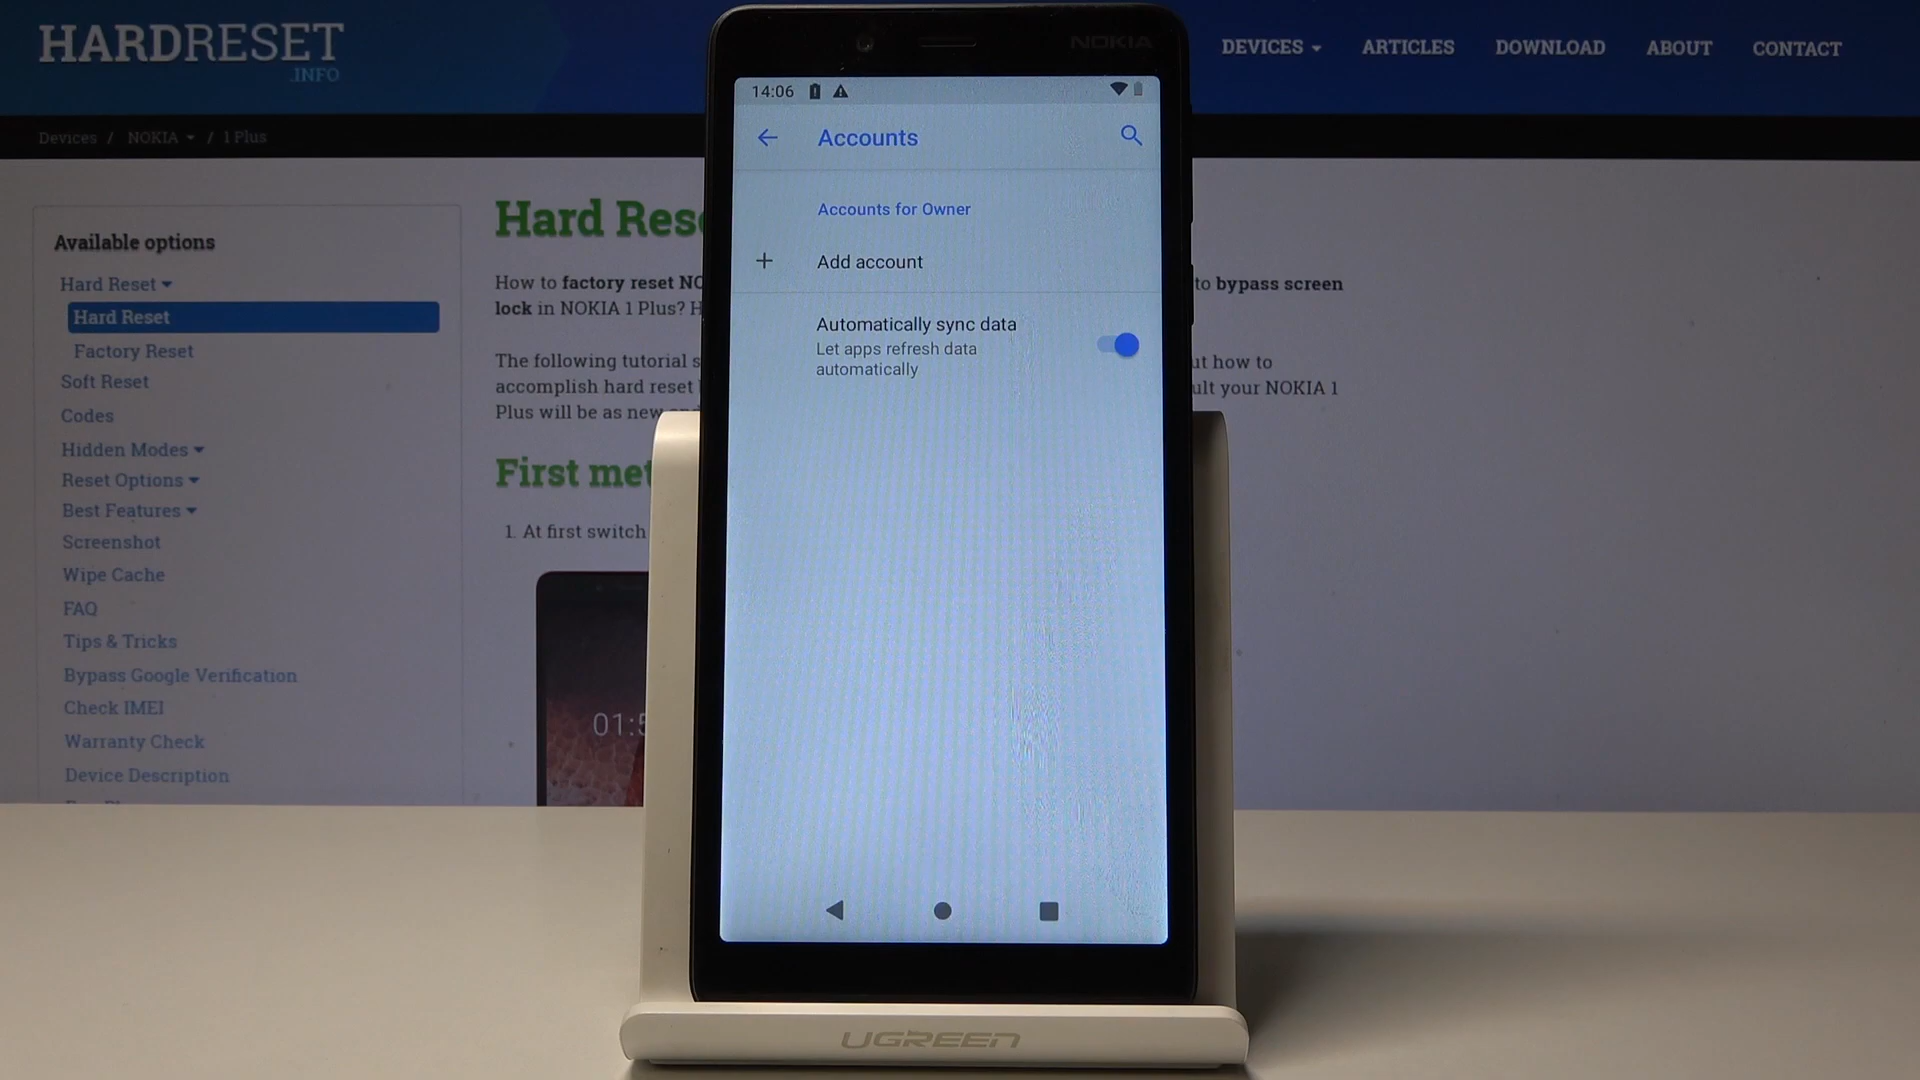 HARDRESET
.INFO
DEVICES
ARTICLES
DOWNLOAD
ABOUT
CONTACT
Devices / NOKIA / 1 Plus
Available options
Hard Reset
Hard Reset
Factory Reset
Soft Reset
Codes
Hidden Modes
Reset Options
Best Features
Screenshot
Wipe Cache
FAQ
Tips & Tricks
Bypass Google Verification
Check IMEI
Warranty Check
Device Description
Hard Res
How to factory reset NO
to bypass screen
lock in NOKIA 1 Plus? H
The following tutorial s
ut how to
accomplish hard reset
ult your NOKIA 1
Plus will be as new and
First met
1. At first switch
01:5
NOKIA
14:06
Accounts
Accounts for Owner
+ Add account
Automatically sync data
Let apps refresh data
automatically
UGREEN